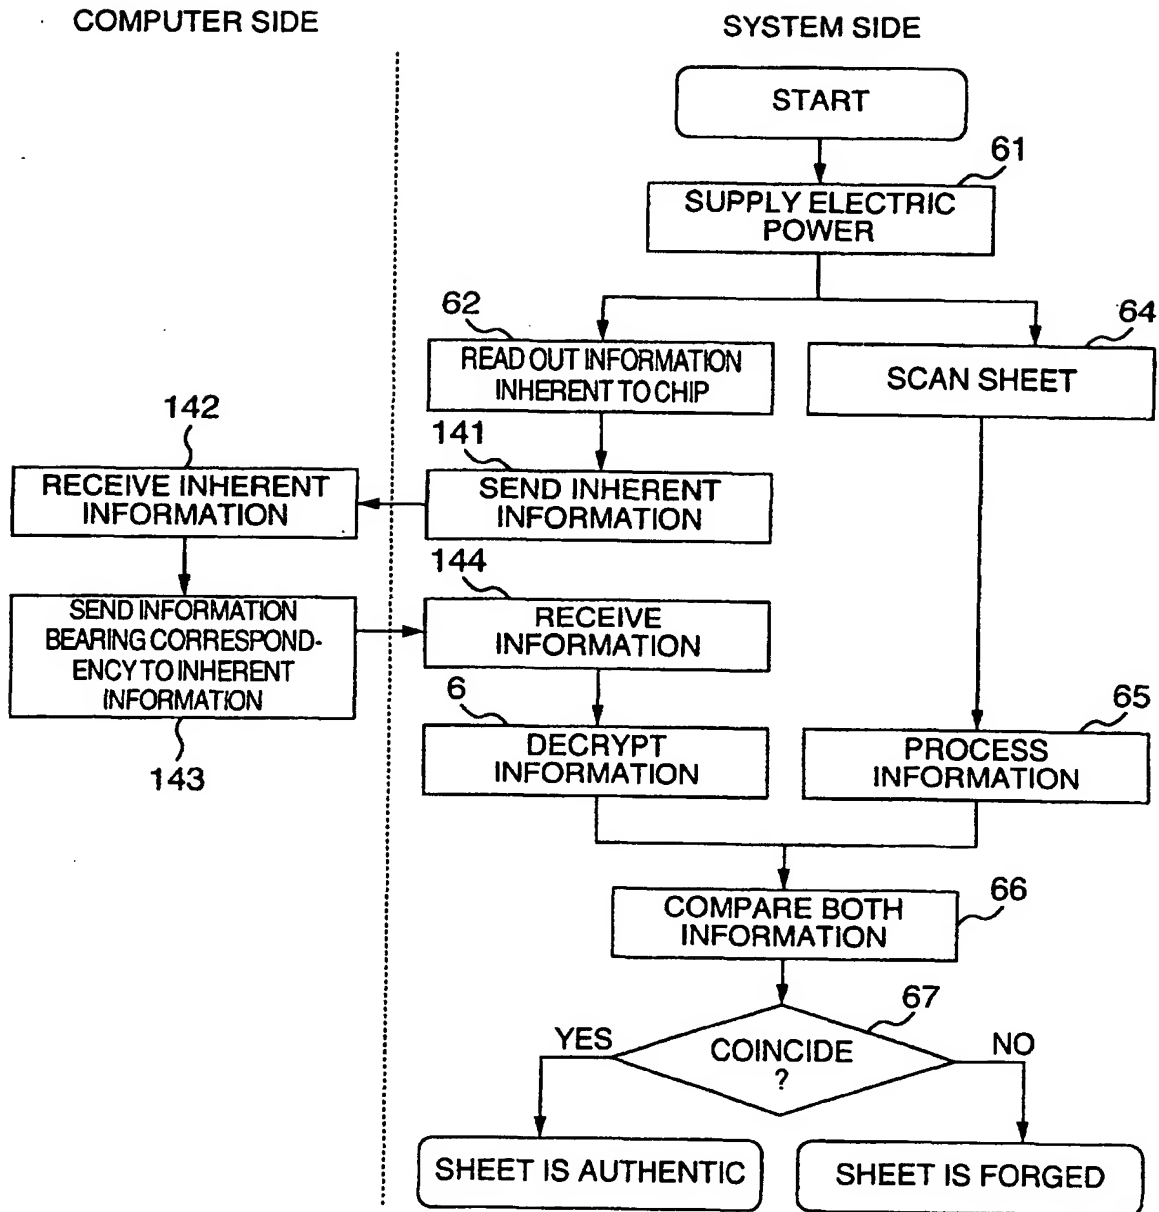 COMPUTER SIDE
SYSTEM SIDE
START
61
SUPPLY ELECTRIC
POWER
62
READ OUT INFORMATION
INHERENT TO CHIP
64
SCAN SHEET
142
RECEIVE INHERENT
INFORMATION
141
SEND INHERENT
INFORMATION
SEND INFORMATION
BEARING CORRESPOND-
ENCY TO INHERENT
INFORMATION
143
144
RECEIVE
INFORMATION
6
DECRYPT
INFORMATION
65
PROCESS
INFORMATION
66
COMPARE BOTH
INFORMATION
67
COINCIDE
?
YES
NO
SHEET IS AUTHENTIC
SHEET IS FORGED